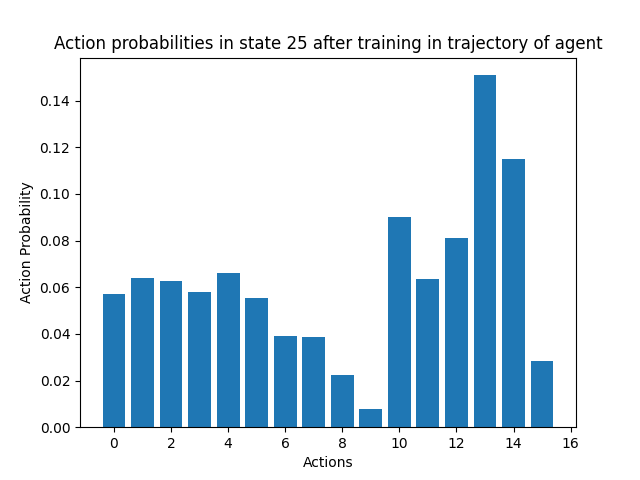 Action probabilities in state 25 after training in trajectory of agent
0.14
0.12
0.10
0.08
0.06
0.04
0.02
0.00
Action Probability
0 2 4 6 8 10 12 14 16
Actions